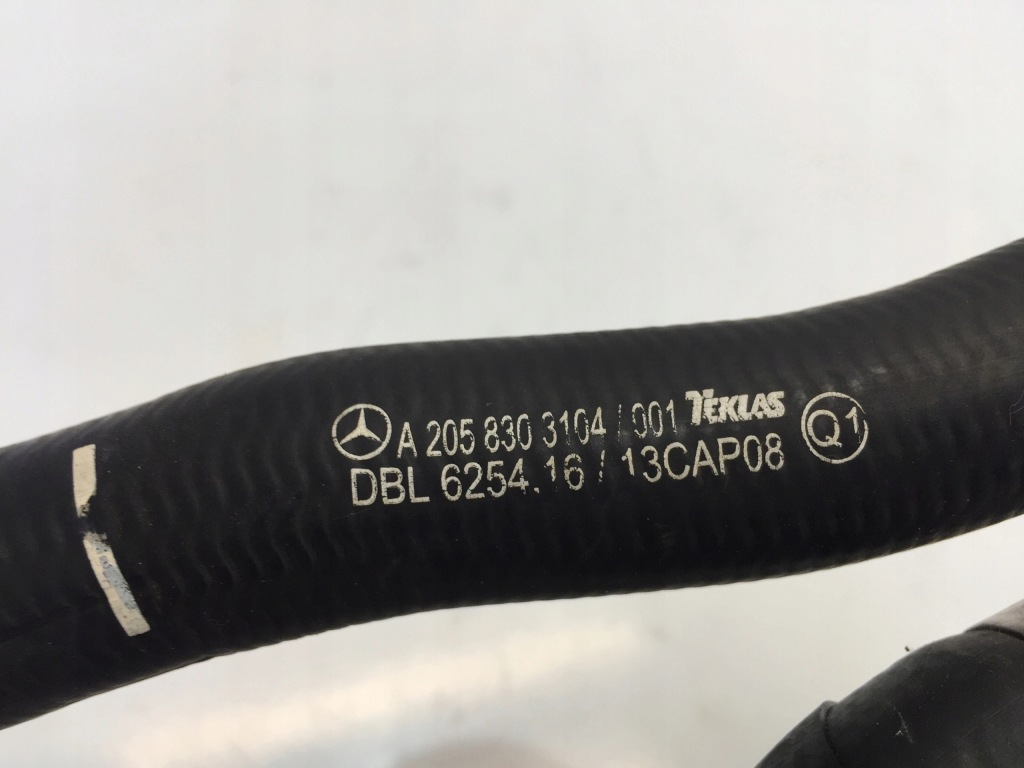 A 205 830 3104 / 001 TEKLAS Q1
DBL 6254.16 / 13CAP08